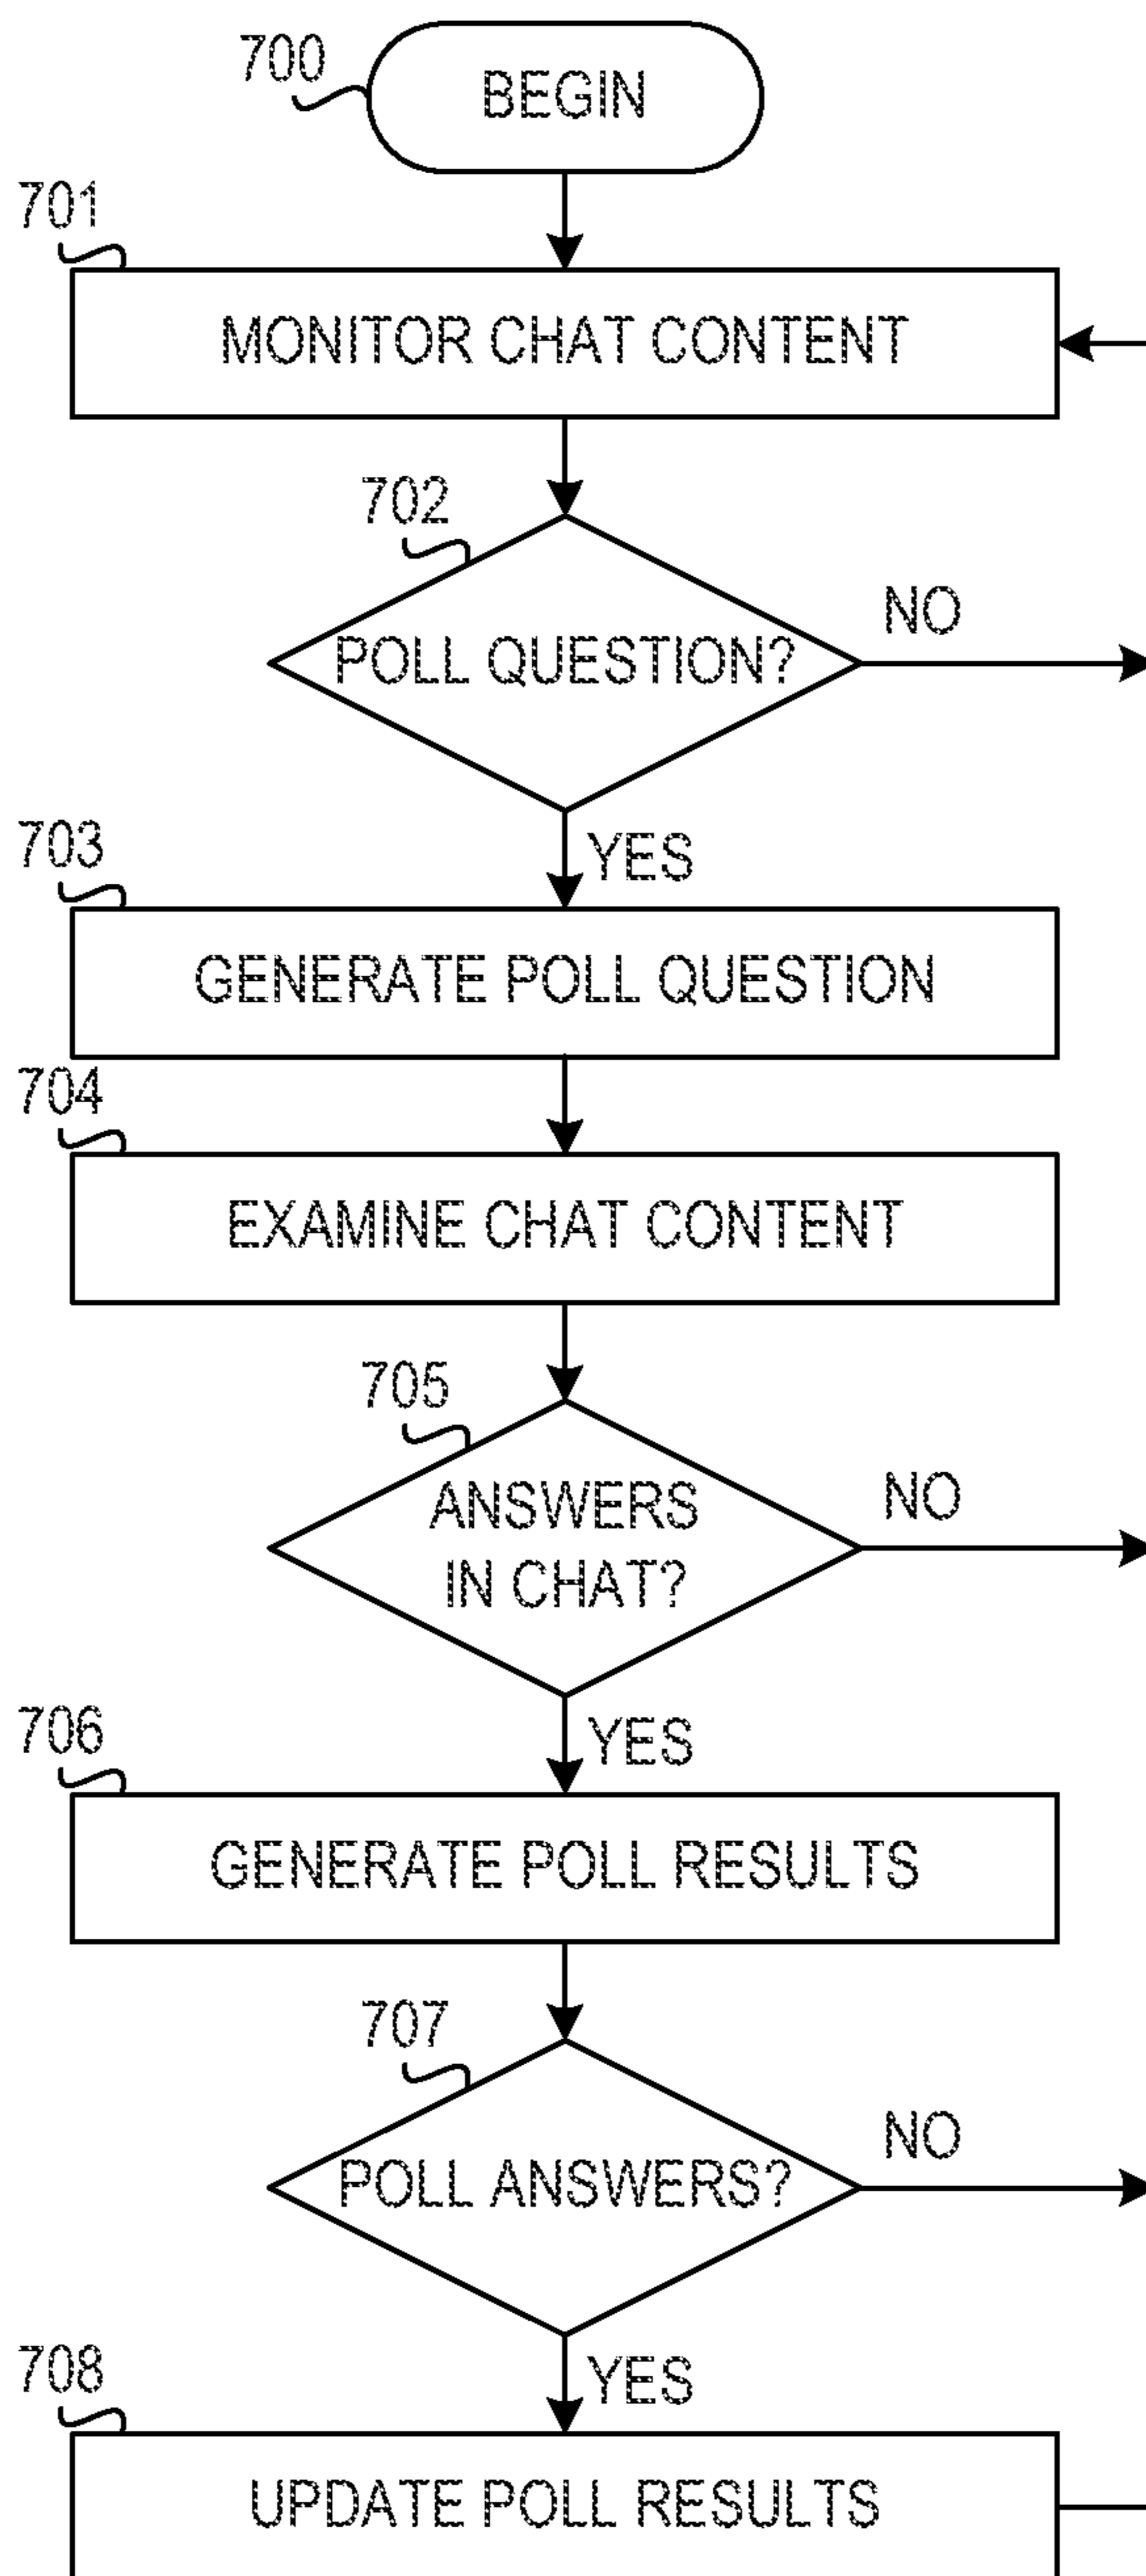 700
BEGIN
701
MONITOR CHAT CONTENT
702
POLL QUESTION?
NO
YES
703
GENERATE POLL QUESTION
704
EXAMINE CHAT CONTENT
705
ANSWERS
IN CHAT?
NO
YES
706
GENERATE POLL RESULTS
707
POLL ANSWERS?
NO
YES
708
UPDATE POLL RESULTS